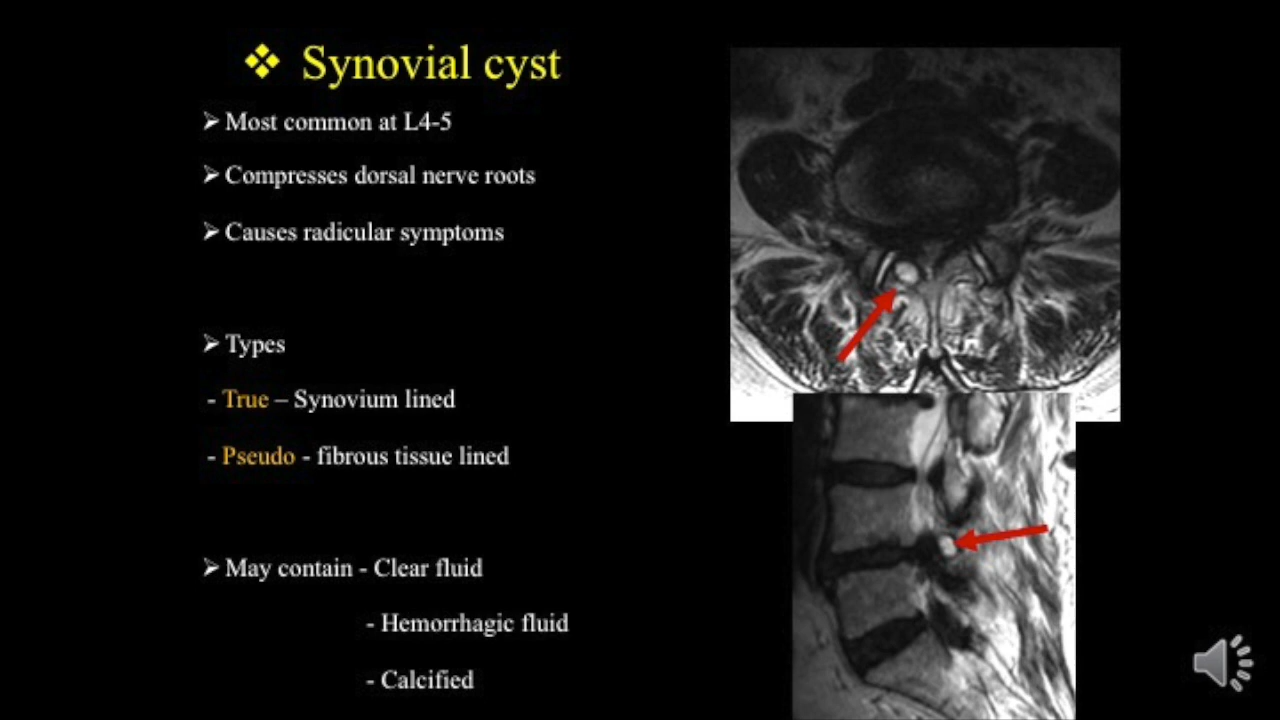 ❖ Synovial cyst
➢ Most common at L4-5
➢ Compresses dorsal nerve roots
➢ Causes radicular symptoms
➢ Types
- True – Synovium lined
- Pseudo - fibrous tissue lined
➢ May contain - Clear fluid
- Hemorrhagic fluid
- Calcified